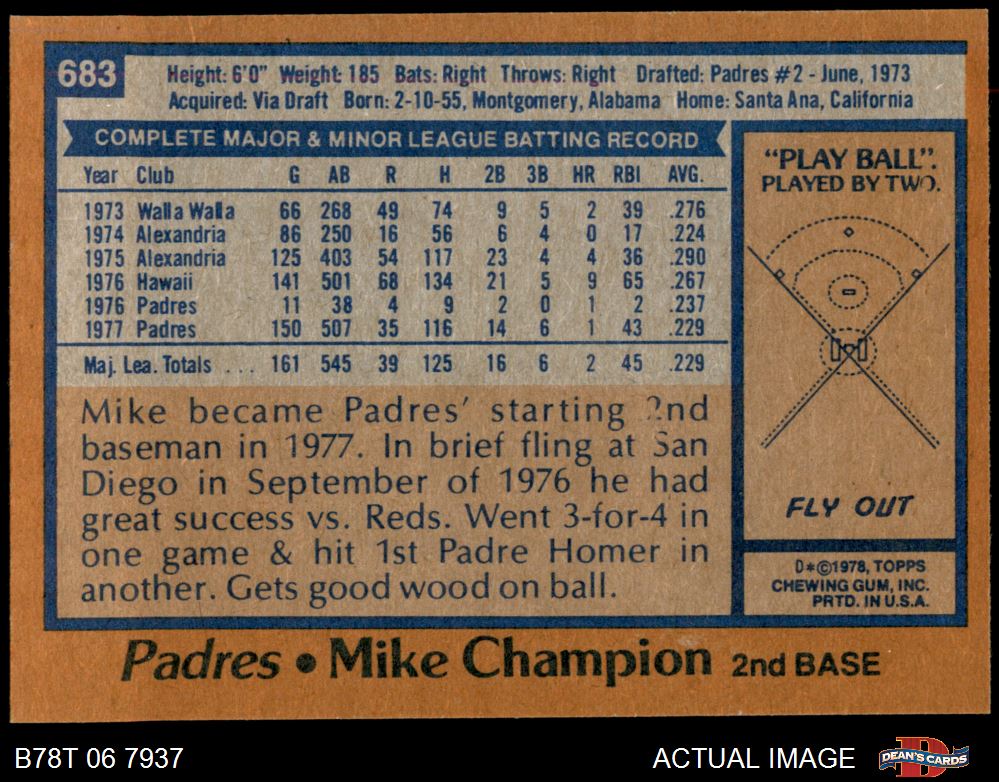 683
Height: 6'0" Weight: 185 Bats: Right Throws: Right Drafted: Padres #2 - June, 1973
Acquired: Via Draft Born: 2-10-55, Montgomery, Alabama Home: Santa Ana, California
COMPLETE MAJOR & MINOR LEAGUE BATTING RECORD
Year Club G AB R H 2B 3B HR RBI AVG.
1973 Walla Walla 66 268 49 74 9 5 2 39 .276
1974 Alexandria 86 250 16 56 6 4 0 17 .224
1975 Alexandria 125 403 54 117 23 4 4 36 .290
1976 Hawaii 141 501 68 134 21 5 9 65 .267
1976 Padres 11 38 4 9 2 0 1 2 .237
1977 Padres 150 507 35 116 14 6 1 43 .229
Maj. Lea. Totals . . . 161 545 39 125 16 6 2 45 .229
Mike became Padres' starting 2nd
baseman in 1977. In brief fling at San
Diego in September of 1976 he had
great success vs. Reds. Went 3-for-4 in
one game & hit 1st Padre Homer in
another. Gets good wood on ball.
"PLAY BALL".
PLAYED BY TWO.
FLY OUT
D*©1978, TOPPS
CHEWING GUM, INC.
PRTD. IN U.S.A.
Padres • Mike Champion 2nd BASE
B78T 06 7937
ACTUAL IMAGE
DEAN'S CARDS